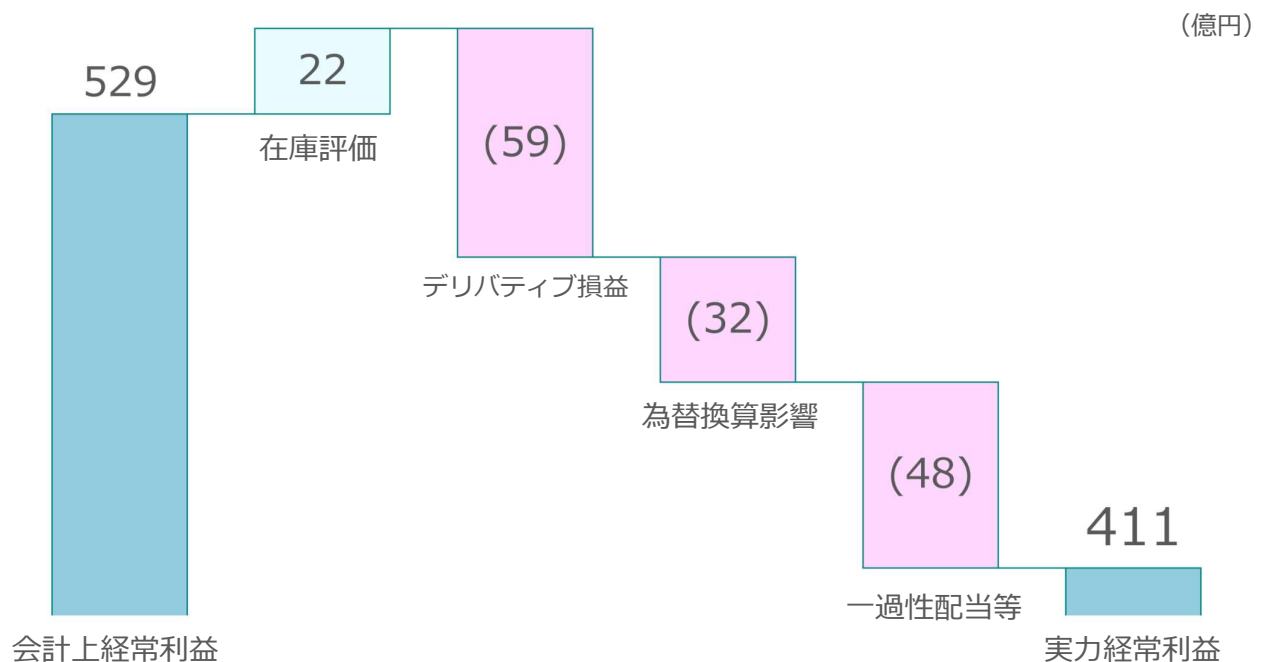 (億円)
529
22
在庫評価
(59)
デリバティブ損益
(32)
為替換算影響
(48)
一過性配当等
411
会計上経常利益
実力経常利益